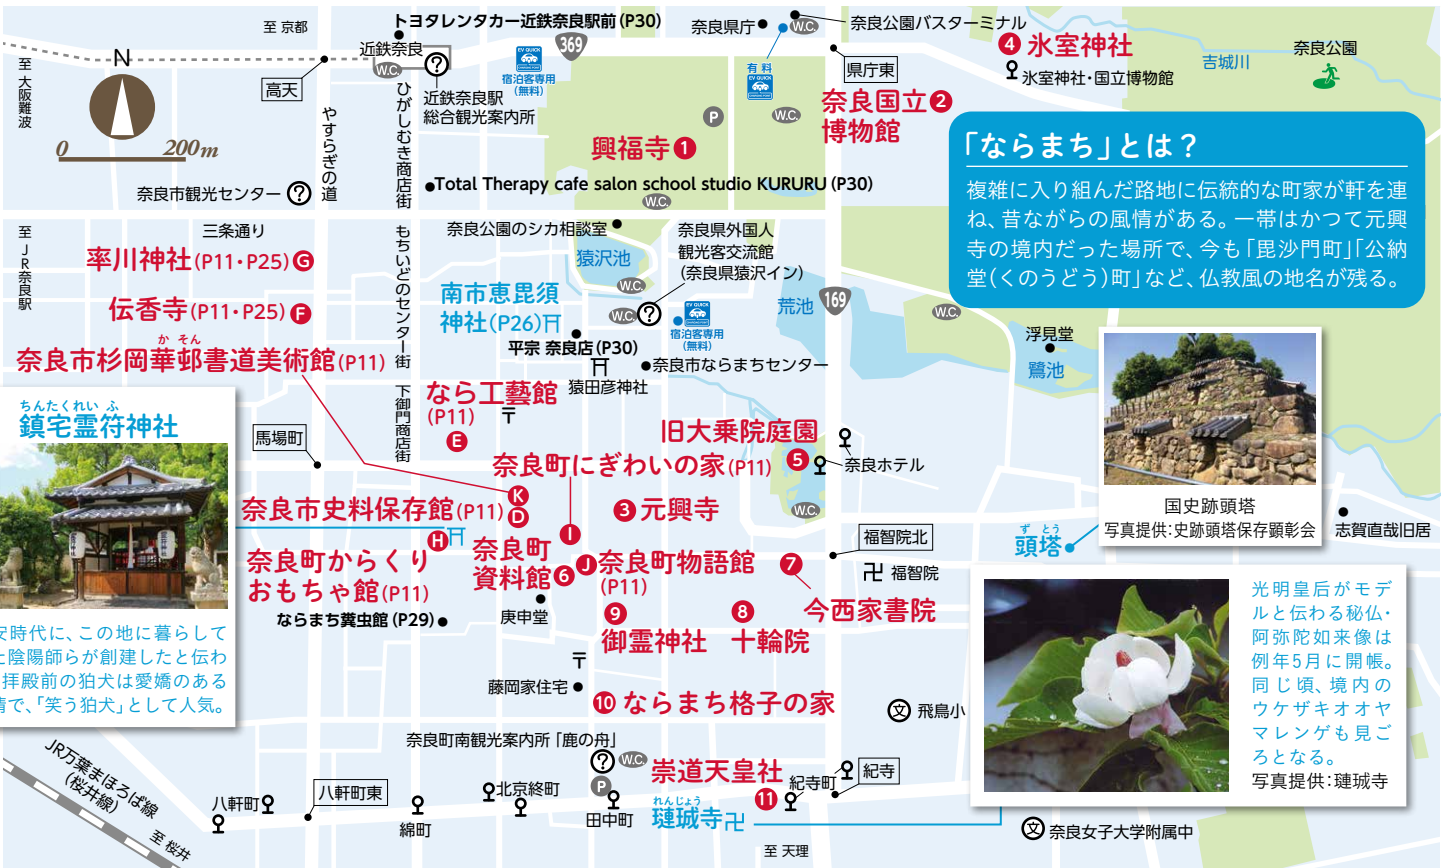 至 京都
トヨタレンタカー近鉄奈良駅前(P30)
奈良県庁
W.C.
奈良公園バスターミナル
近鉄奈良
W.C.
369
EV QUICK
宿泊客専用
(無料)
有料
EV QUICK
県庁東
4 氷室神社
氷室神社・国立博物館
吉城川
奈良公園
至 大阪難波
N
0 200m
高天
近鉄奈良駅
総合観光案内所
ひがしむき商店街
やすらぎの道
P
W.C.
奈良国立
博物館
2
興福寺 1
奈良市観光センター
Total Therapy cafe salon school studio KURURU (P30)
W.C.
「ならまち」とは?
複雑に入り組んだ路地に伝統的な町家が軒を連
ね、昔ながらの風情がある。一帯はかつて元興
寺の境内だった場所で、今も「毘沙門町」「公納
堂(くのうどう)町」など、仏教風の地名が残る。
至 JR奈良駅
三条通り
率川神社(P11・P25) G
伝香寺(P11・P25) F
もちいどのセンター街
奈良公園のシカ相談室
猿沢池
W.C.
奈良県外国人
観光客交流館
(奈良県猿沢イン)
W.C.
EV QUICK
宿泊客専用
(無料)
荒池
169
W.C.
浮見堂
鷺池
南市恵毘須
神社(P26)
平宗 奈良店(P30)
猿田彦神社
奈良市ならまちセンター
かそん
奈良市杉岡華邨書道美術館(P11)
下御門商店街
なら工藝館
(P11)
E
〒
ちんたくれいふ
鎮宅霊符神社
安時代に、この地に暮らして
陰陽師らが創建したと伝わ
拝殿前の狛犬は愛嬌のある
情で、「笑う狛犬」として人気。
馬場町
旧大乗院庭園
5
奈良ホテル
奈良町にぎわいの家(P11)
K
奈良市史料保存館(P11) D
I
3 元興寺
W.C.
H
奈良町からくり
おもちゃ館(P11)
奈良町
資料館 6
J 奈良町物語館
(P11)
7
今西家書院
福智院北
卍 福智院
国史跡頭塔
写真提供:史跡頭塔保存顕彰会
ずとう
頭塔
志賀直哉旧居
ならまち糞虫館(P29)
庚申堂
9
御霊神社
8
十輪院
〒
藤岡家住宅
10 ならまち格子の家
文 飛鳥小
光明皇后がモデ
ルと伝わる秘仏・
阿弥陀如来像は
例年5月に開帳。
同じ頃、境内の
ウケザキオオヤ
マレンゲも見ご
ろとなる。
写真提供:璉珹寺
奈良町南観光案内所「鹿の舟」
W.C.
P
崇道天皇社
11
紀寺町
紀寺
JR万葉まほろば線
(桜井線)
至 桜井
八軒町
八軒町東
綿町
北京終町
田中町
れんじょう
璉珹寺卍
至 天理
文 奈良女子大学附属中